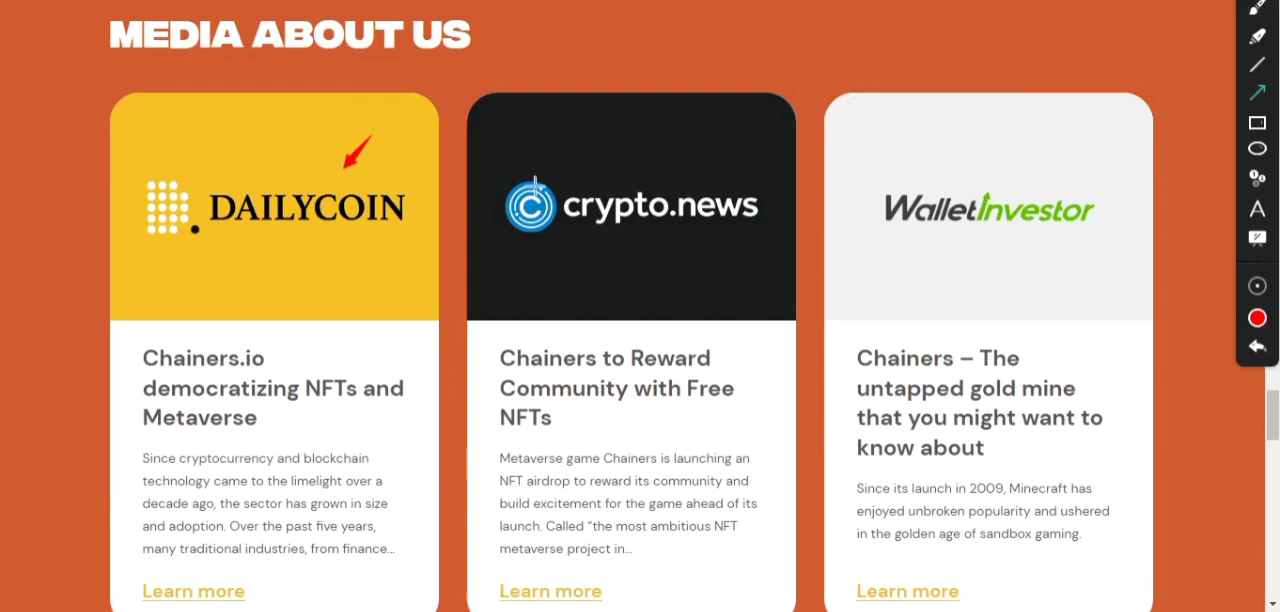 MEDIA ABOUT US
DAILYCOIN
Chainers.io
democratizing NFTs and
Metaverse
Since cryptocurrency and blockchain
technology came to the limelight over a
decade ago, the sector has grown in size
and adoption. Over the past five years,
many traditional industries, from finance...
Learn more
crypto.news
Chainers to Reward
Community with Free
NFTs
Metaverse game Chainers is launching an
NFT airdrop to reward its community and
build excitement for the game ahead of its
launch. Called “the most ambitious NFT
metaverse project in...
Learn more
WalletInvestor
Chainers – The
untapped gold mine
that you might want to
know about
Since its launch in 2009, Minecraft has
enjoyed unbroken popularity and ushered
in the golden age of sandbox gaming.
Learn more
A